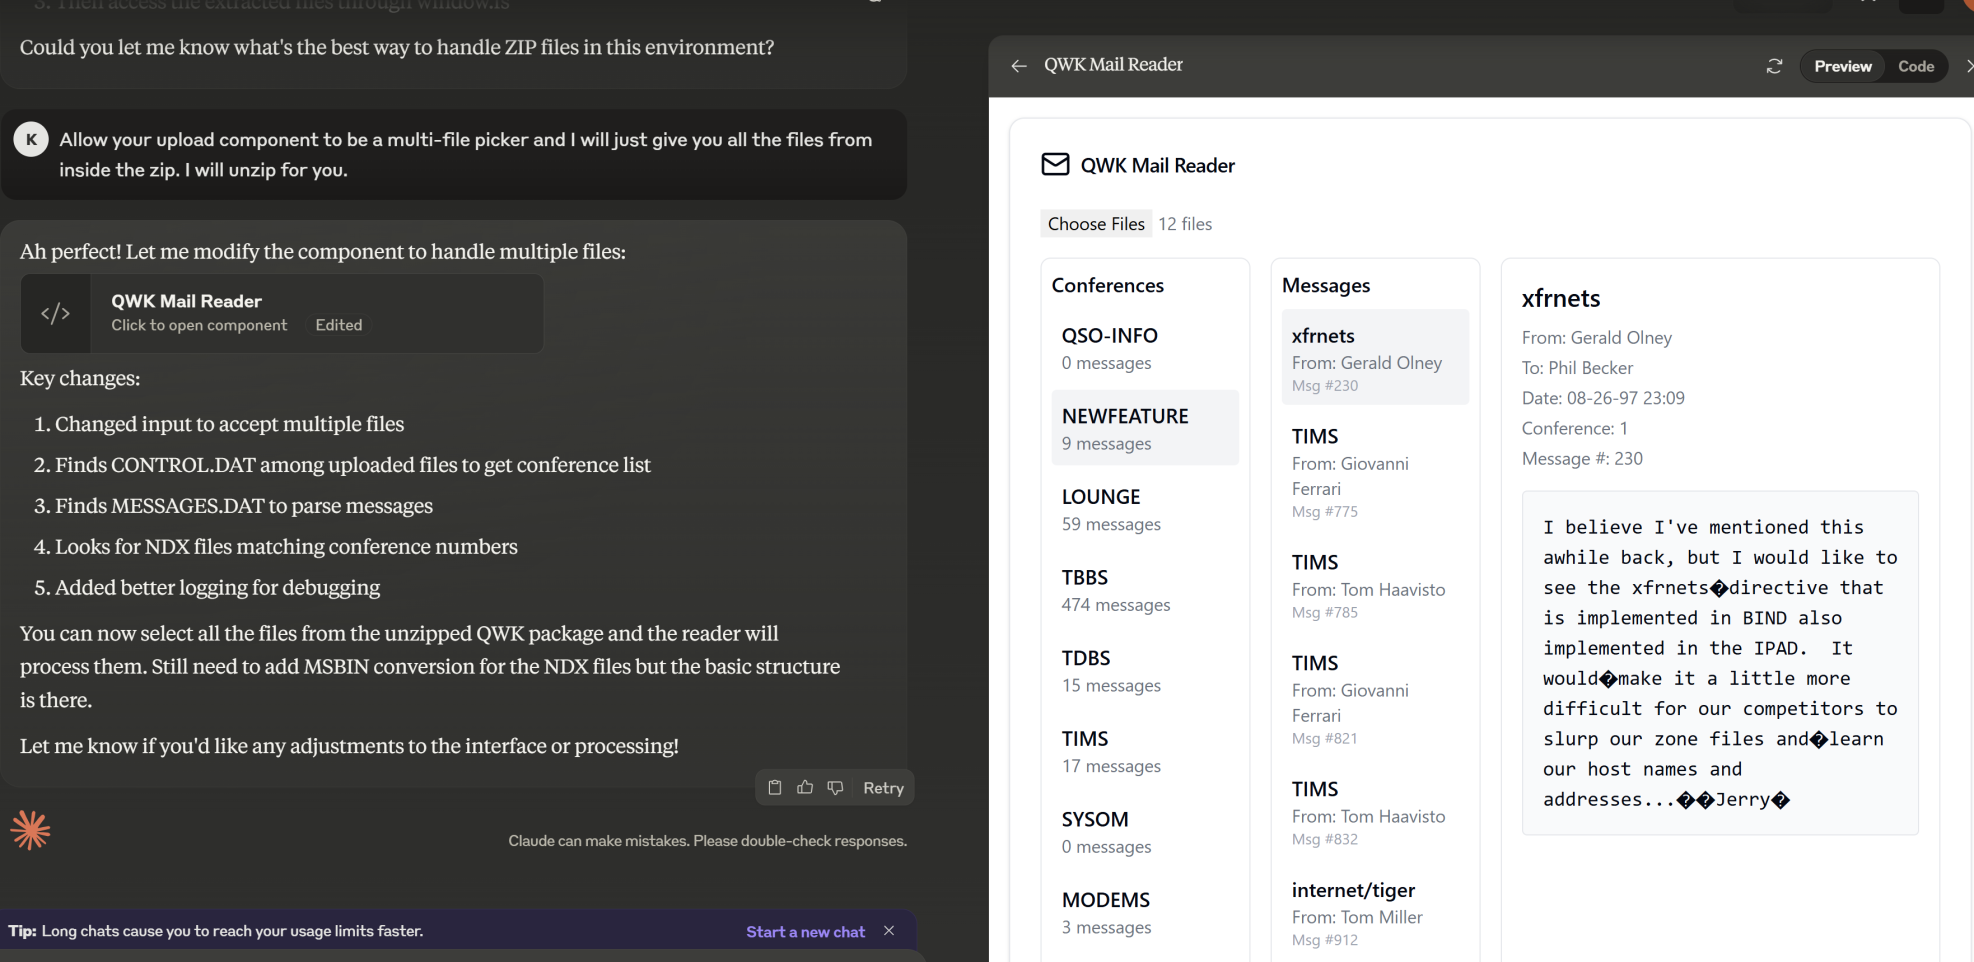 3. Then access the extracted files through window.fs
Could you let me know what's the best way to handle ZIP files in this environment?
K
Allow your upload component to be a multi-file picker and I will just give you all the files from
inside the zip. I will unzip for you.
Ah perfect! Let me modify the component to handle multiple files:
</>
QWK Mail Reader
Click to open component Edited
Key changes:
1. Changed input to accept multiple files
2. Finds CONTROL.DAT among uploaded files to get conference list
3. Finds MESSAGES.DAT to parse messages
4. Looks for NDX files matching conference numbers
5. Added better logging for debugging
You can now select all the files from the unzipped QWK package and the reader will
process them. Still need to add MSBIN conversion for the NDX files but the basic structure
is there.
Let me know if you'd like any adjustments to the interface or processing!
Retry
Claude can make mistakes. Please double-check responses.
Tip: Long chats cause you to reach your usage limits faster.
Start a new chat
QWK Mail Reader
Preview Code
QWK Mail Reader
Choose Files 12 files
Conferences
QSO-INFO
0 messages
NEWFEATURE
9 messages
LOUNGE
59 messages
TBBS
474 messages
TDBS
15 messages
TIMS
17 messages
SYSOM
0 messages
MODEMS
3 messages
Messages
xfrnets
From: Gerald Olney
Msg #230
TIMS
From: Giovanni
Ferrari
Msg #775
TIMS
From: Tom Haavisto
Msg #785
TIMS
From: Giovanni
Ferrari
Msg #821
TIMS
From: Tom Haavisto
Msg #832
internet/tiger
From: Tom Miller
Msg #912
xfrnets
From: Gerald Olney
To: Phil Becker
Date: 08-26-97 23:09
Conference: 1
Message #: 230
I believe I've mentioned this
awhile back, but I would like to
see the xfrnets�directive that
is implemented in BIND also
implemented in the IPAD.  It
would�make it a little more
difficult for our competitors to
slurp our zone files and�learn
our host names and
addresses...��Jerry�